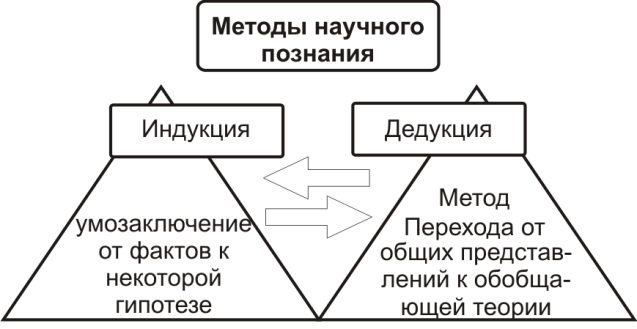 Методы научного
познания
Индукция
Дедукция
умозаключение
от фактов к
некоторой
гипотезе
Метод
Перехода от
общих представ-
лений к обобща-
ющей теории